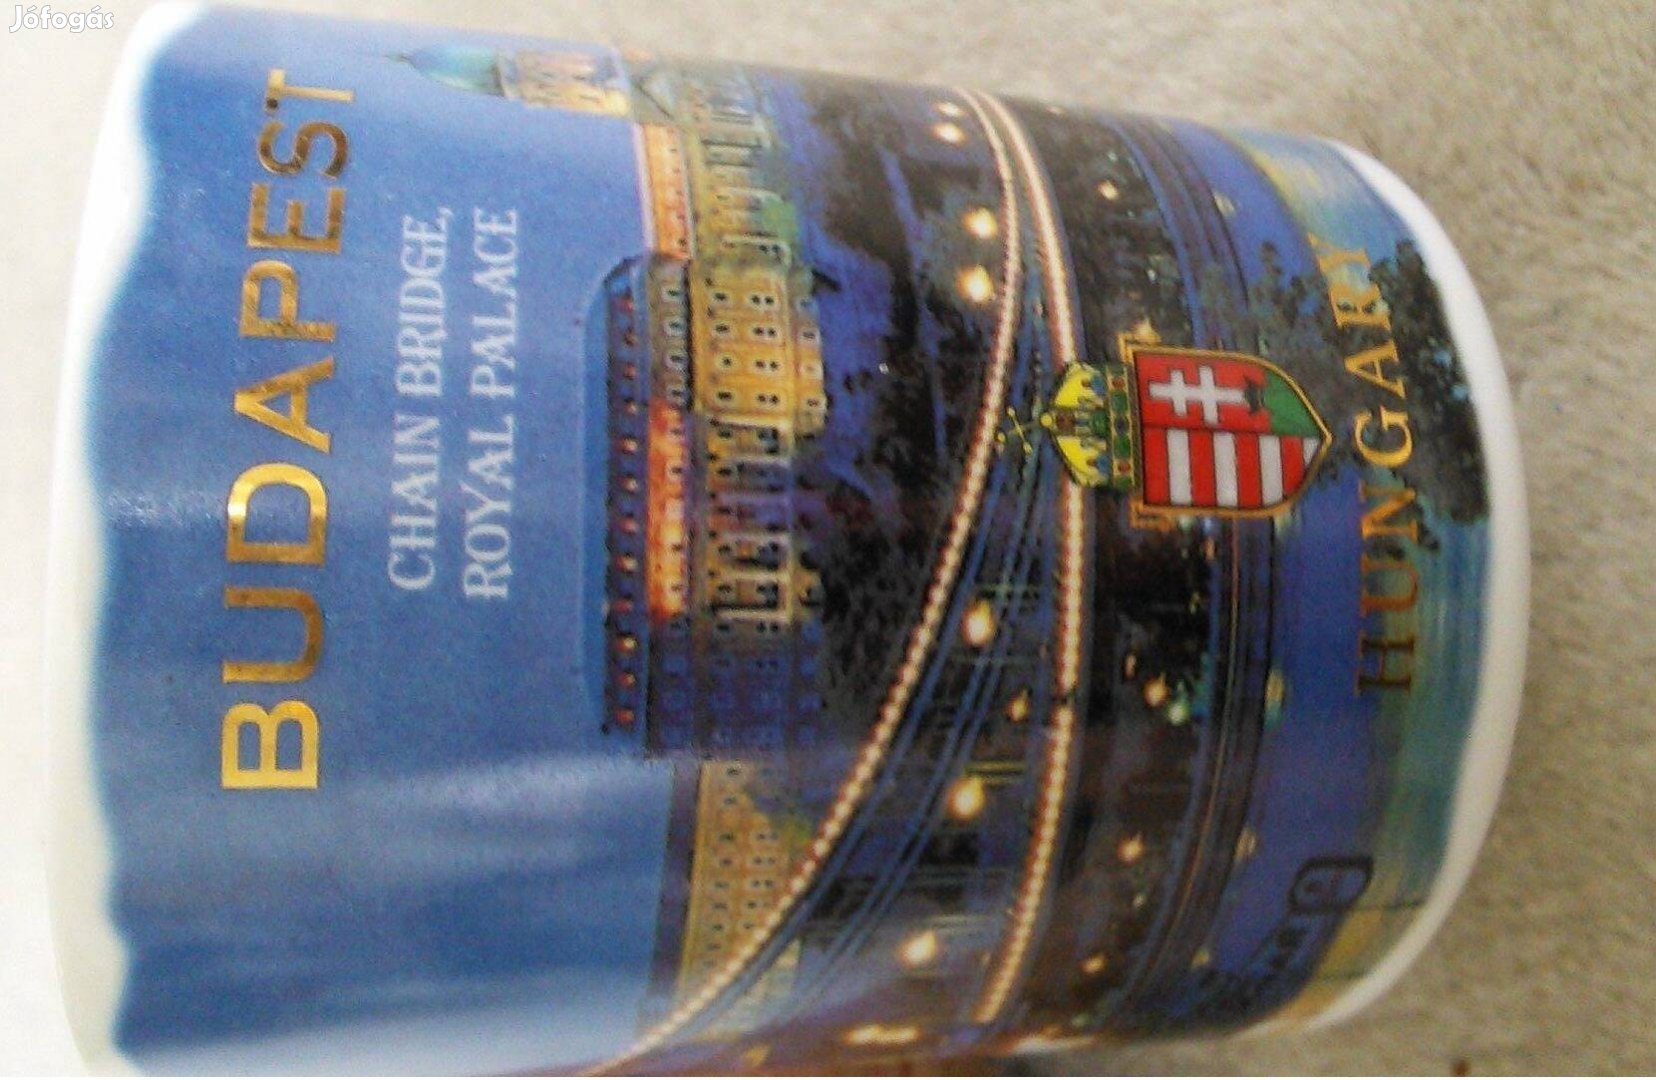 Jófogás
BUDAPEST
CHAIN BRIDGE,
ROYAL PALACE
HUNGARY